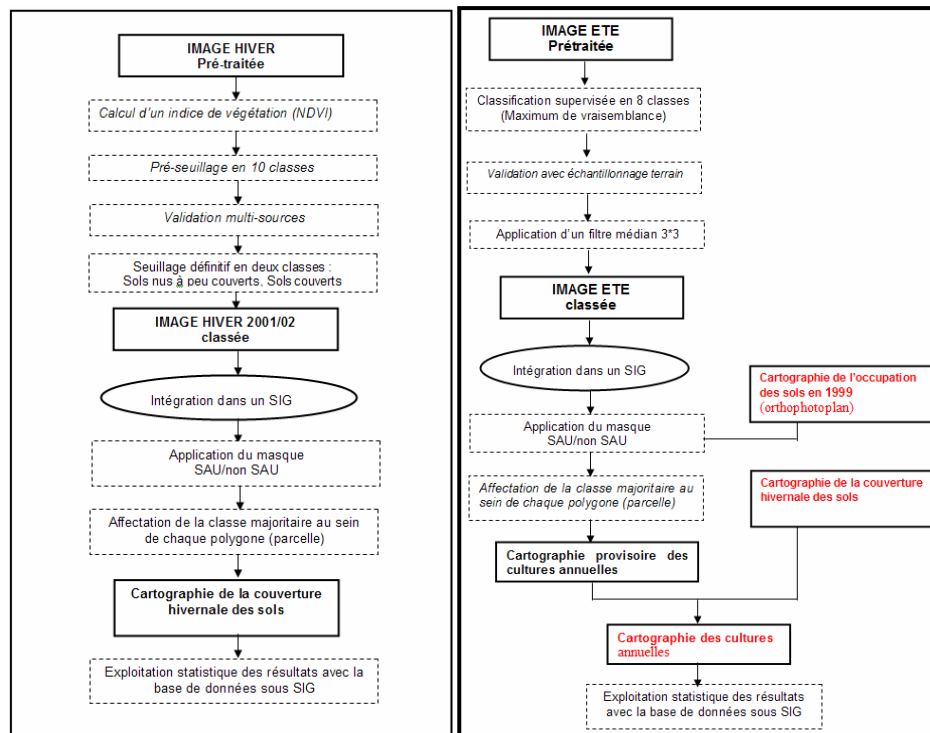 IMAGE HIVER
Pré-traitée
Calcul d'un indice de végétation (NDVI)
Pré-seuillage en 10 classes
Validation multi-sources
Seuillage définitif en deux classes :
Sols nus à peu couverts, Sols couverts
IMAGE HIVER 2001/02
classée
Intégration dans un SIG
Application du masque
SAU/non SAU
Affectation de la classe majoritaire au sein
de chaque polygone (parcelle)
Cartographie de la couverture
hivernale des sols
Exploitation statistique des résultats avec la
base de données sous SIG
IMAGE ETE
Prétraitée
Classification supervisée en 8 classes
(Maximum de vraisemblance)
Validation avec échantillonnage terrain
Application d'un filtre médian 3*3
IMAGE ETE
classée
Intégration dans un SIG
Cartographie de l'occupation
des sols en 1999
(orthophotoplan)
Application du masque
SAU/non SAU
Affectation de la classe majoritaire au
sein de chaque polygone (parcelle)
Cartographie de la couverture
hivernale des sols
Cartographie provisoire des
cultures annuelles
Cartographie des cultures
annuelles
Exploitation statistique des résultats
avec la base de données sous SIG